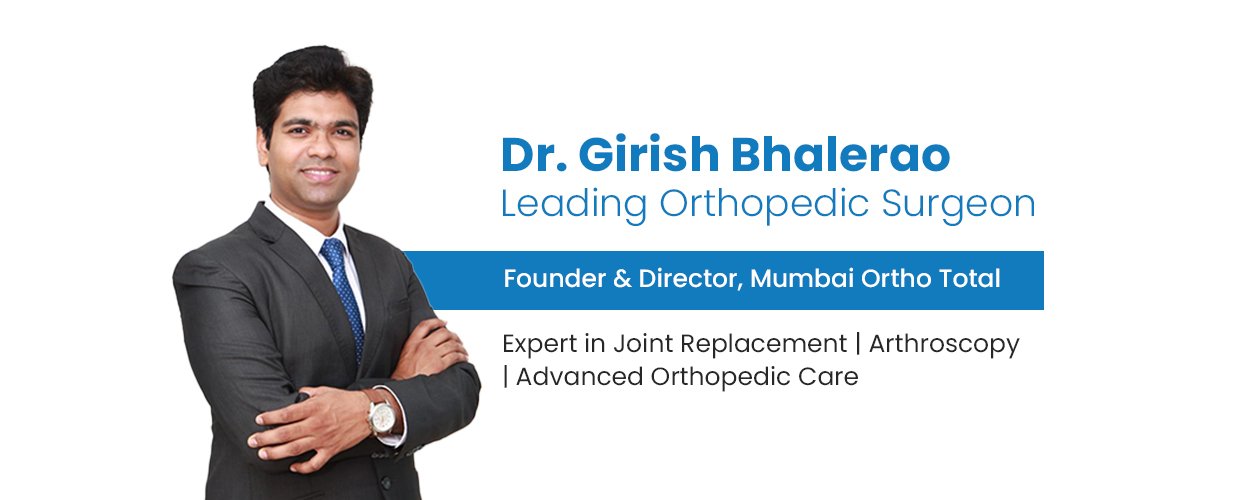 Dr. Girish Bhalerao
Leading Orthopedic Surgeon
Founder & Director, Mumbai Ortho Total
Expert in Joint Replacement | Arthroscopy
| Advanced Orthopedic Care